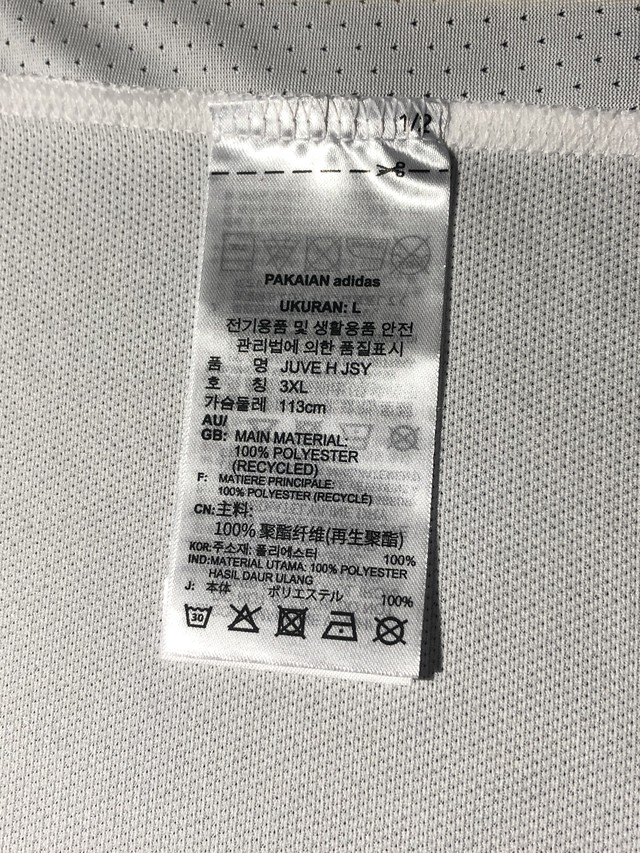 1/2
PAKAIAN adidas
UKURAN: L
전기용품 및 생활용품 안전
관리법에 의한 품질표시
품 명 JUVE H JSY
호 칭 3XL
가슴둘레 113cm
AU/
GB: MAIN MATERIAL:
100% POLYESTER
(RECYCLED)
F: MATIERE PRINCIPALE:
100% POLYESTER (RECYCLÉ)
CN: 主料:
100% 聚酯纤维(再生聚酯)
KOR: 주소재: 폴리에스터 100%
IND: MATERIAL UTAMA: 100% POLYESTER
HASIL DAUR ULANG
J: 本体 ポリエステル 100%
30